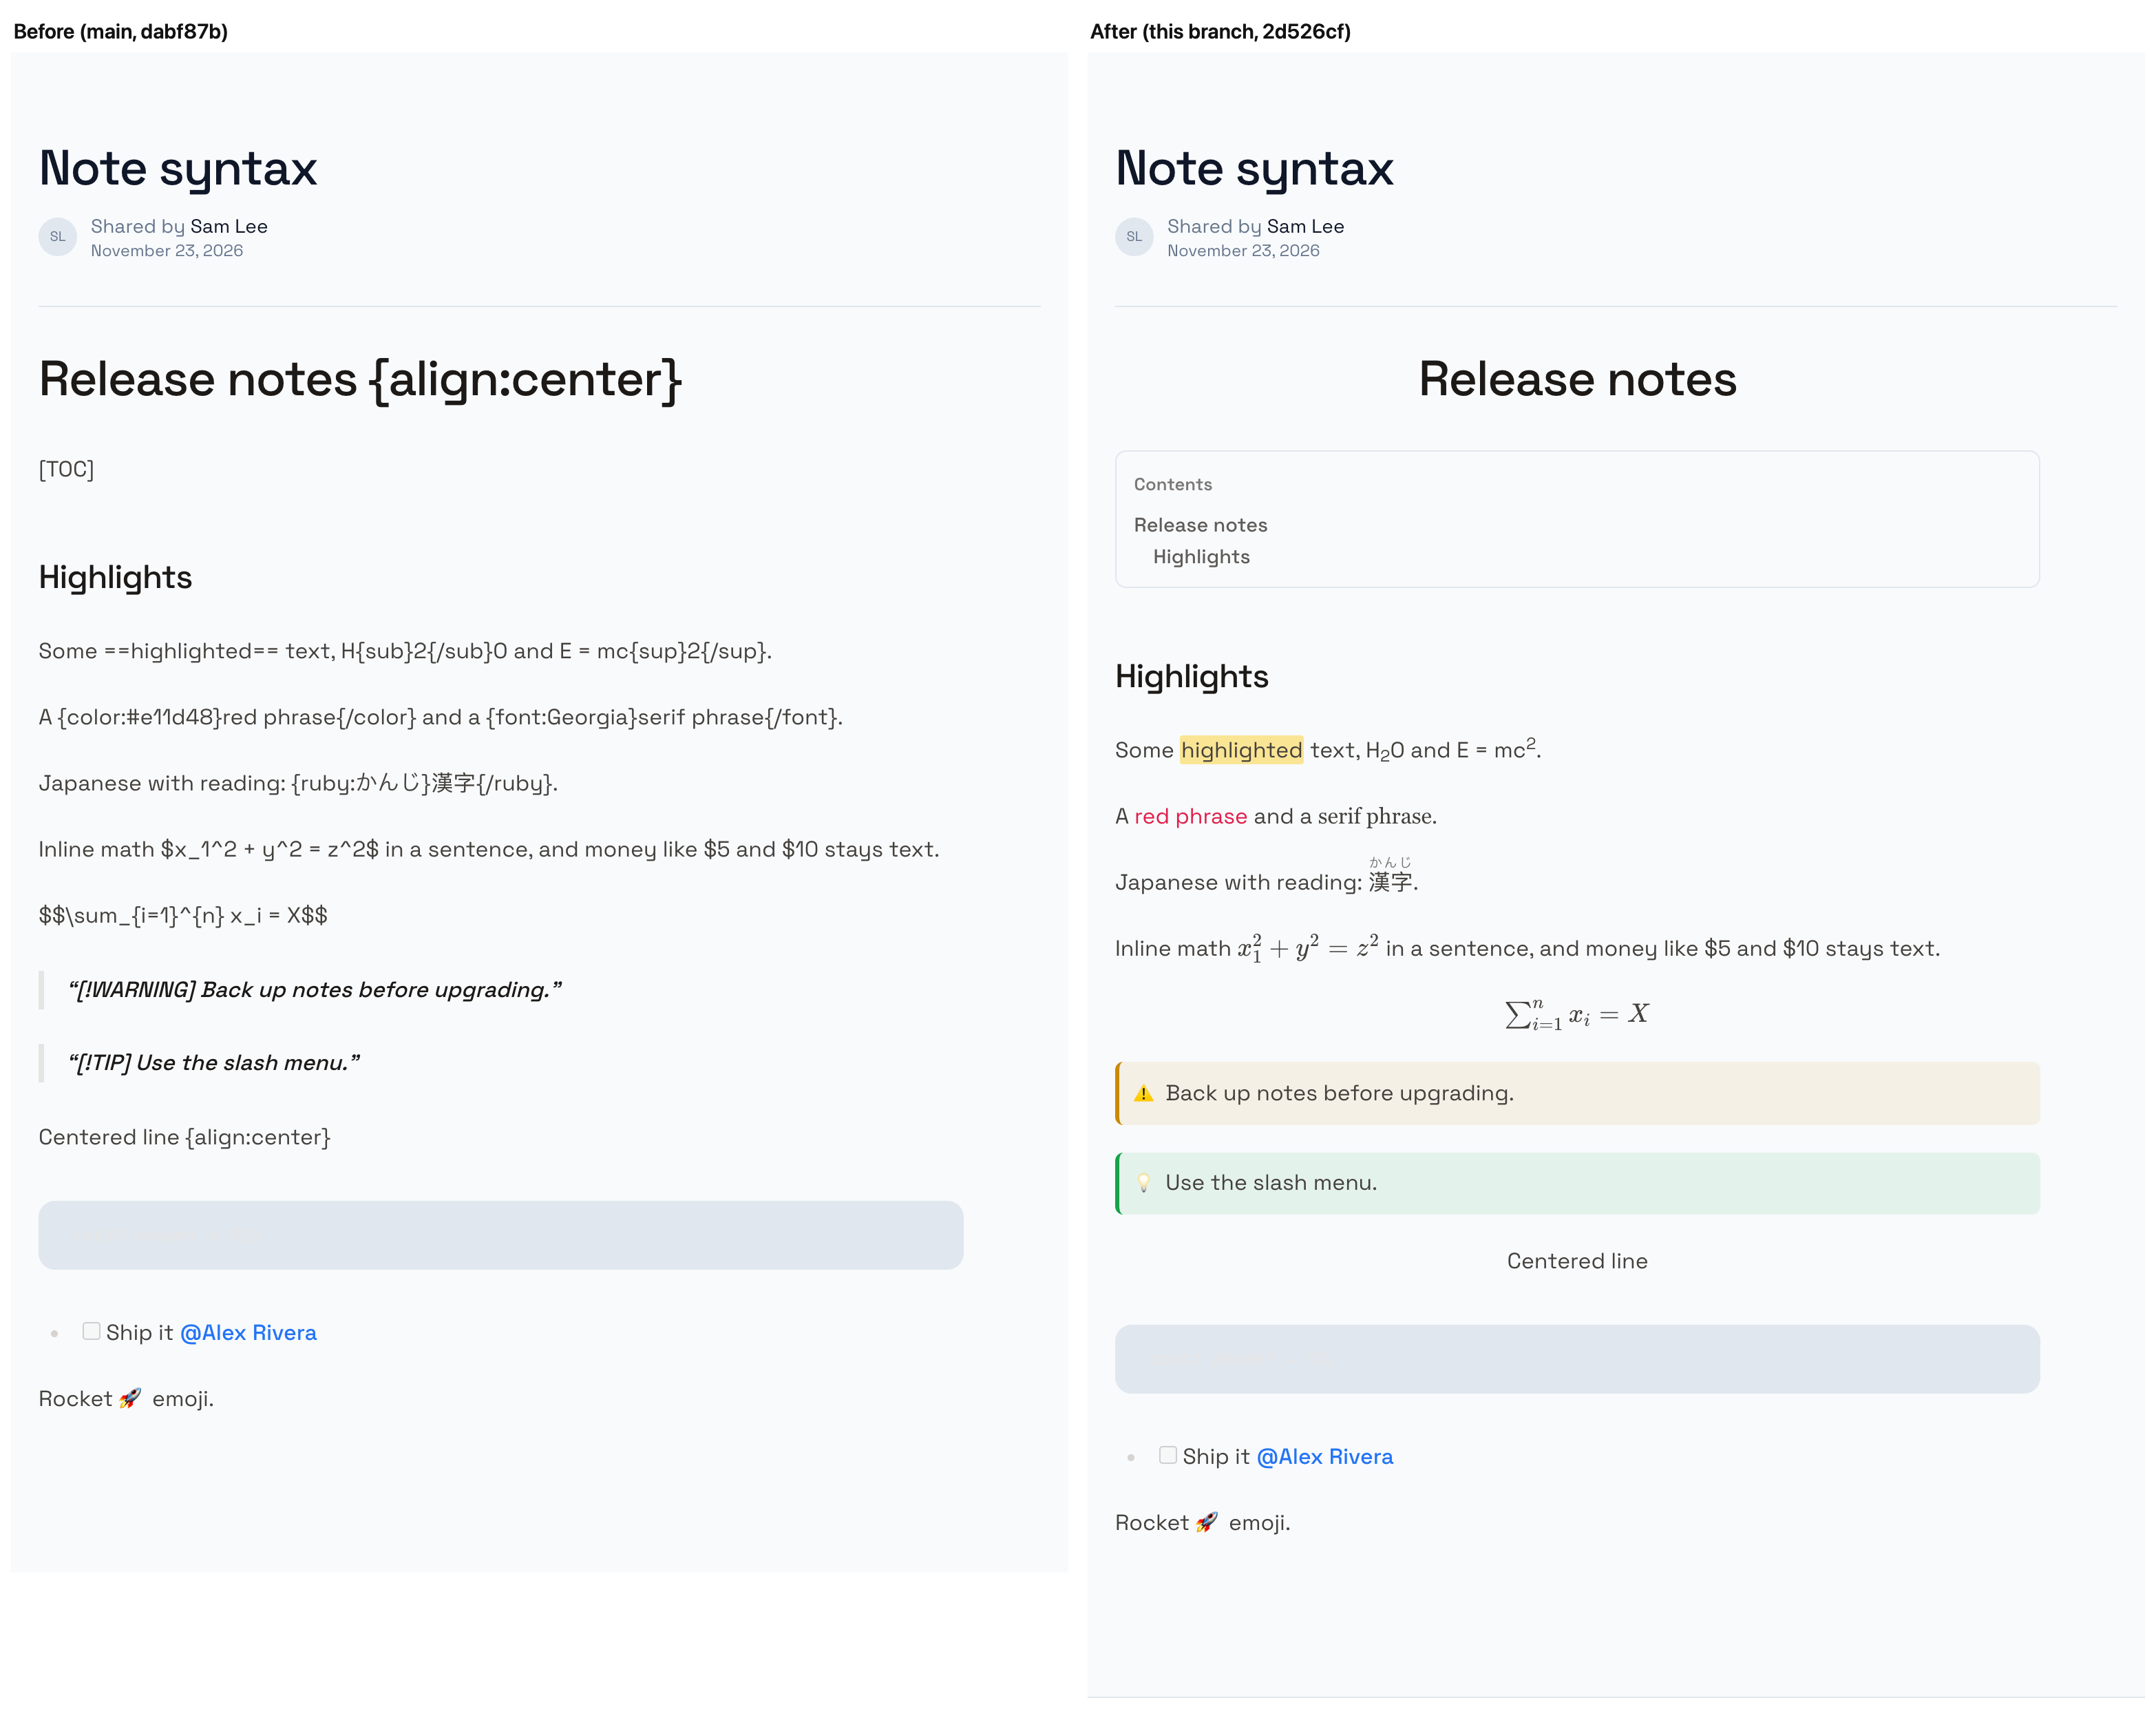 Before (main, dabf87b)
Note syntax
SL
Shared by Sam Lee
November 23, 2026
Release notes {align:center}
[TOC]
Highlights
Some ==highlighted== text, H{sub}2{/sub}O and E = mc{sup}2{/sup}.
A {color:#e11d48}red phrase{/color} and a {font:Georgia}serif phrase{/font}.
Japanese with reading: {ruby:かんじ}漢字{/ruby}.
Inline math $x_1^2 + y^2 = z^2$ in a sentence, and money like $5 and $10 stays text.
$$\sum_{i=1}^{n} x_i = X$$
“[!WARNING] Back up notes before upgrading.”
“[!TIP] Use the slash menu.”
Centered line {align:center}
Ship it @Alex Rivera
Rocket 🚀 emoji.
After (this branch, 2d526cf)
Note syntax
SL
Shared by Sam Lee
November 23, 2026
Release notes
Contents
Release notes
Highlights
Highlights
Some highlighted text, H₂O and E = mc².
A red phrase and a serif phrase.
かんじ
Japanese with reading: 漢字.
Inline math x₁² + y² = z² in a sentence, and money like $5 and $10 stays text.
∑ⁿᵢ₌₁ xᵢ = X
⚠️ Back up notes before upgrading.
💡 Use the slash menu.
Centered line
Ship it @Alex Rivera
Rocket 🚀 emoji.